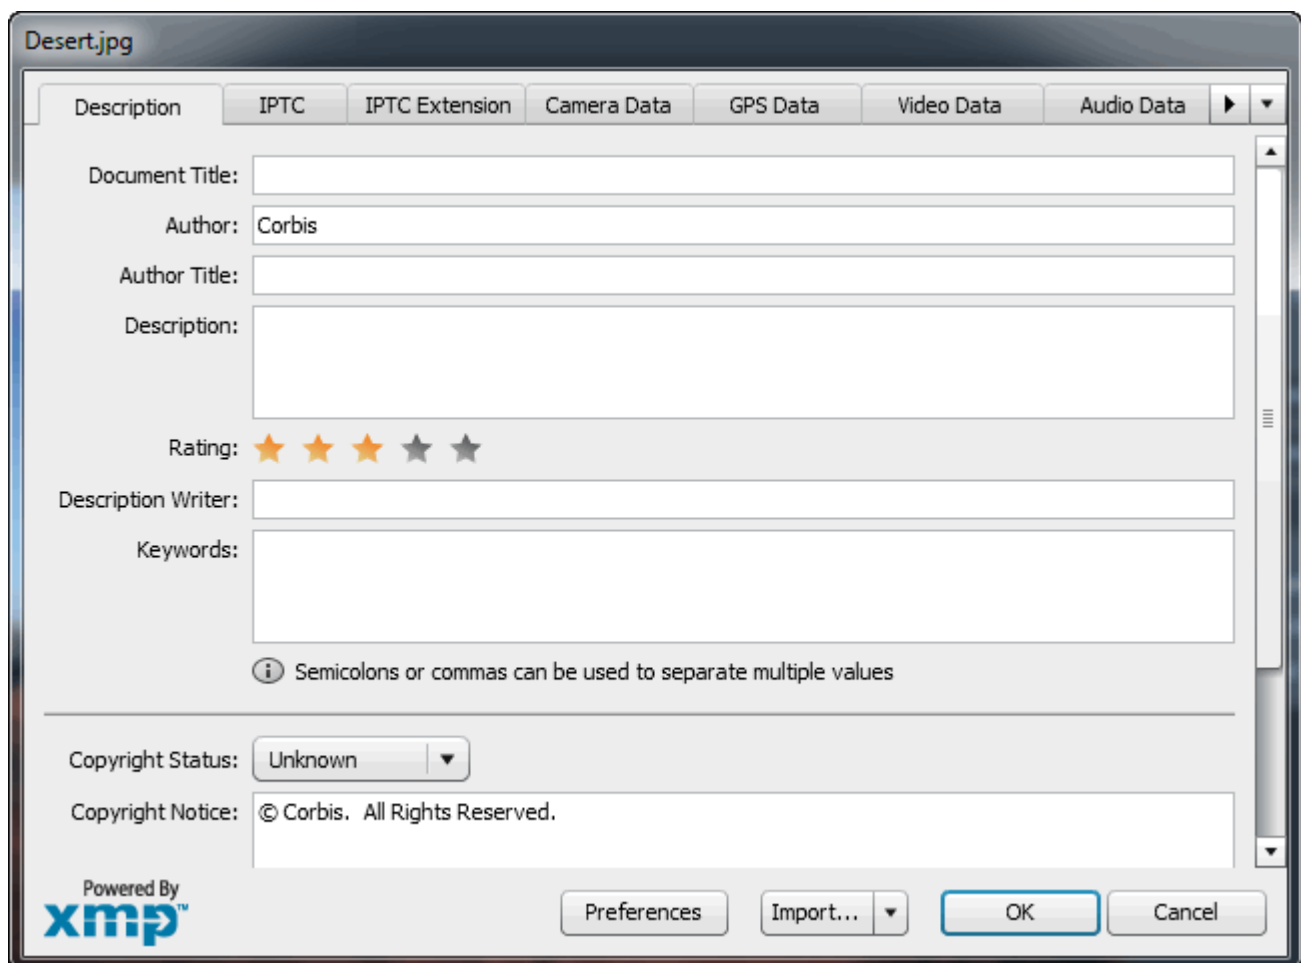 Desert.jpg
Description IPTC IPTC Extension Camera Data GPS Data Video Data Audio Data
Document Title:
Author: Corbis
Author Title:
Description:
Rating:
Description Writer:
Keywords:
Semicolons or commas can be used to separate multiple values
Copyright Status: Unknown
Copyright Notice: © Corbis.  All Rights Reserved.
Powered By
xmp™
Preferences Import... OK Cancel